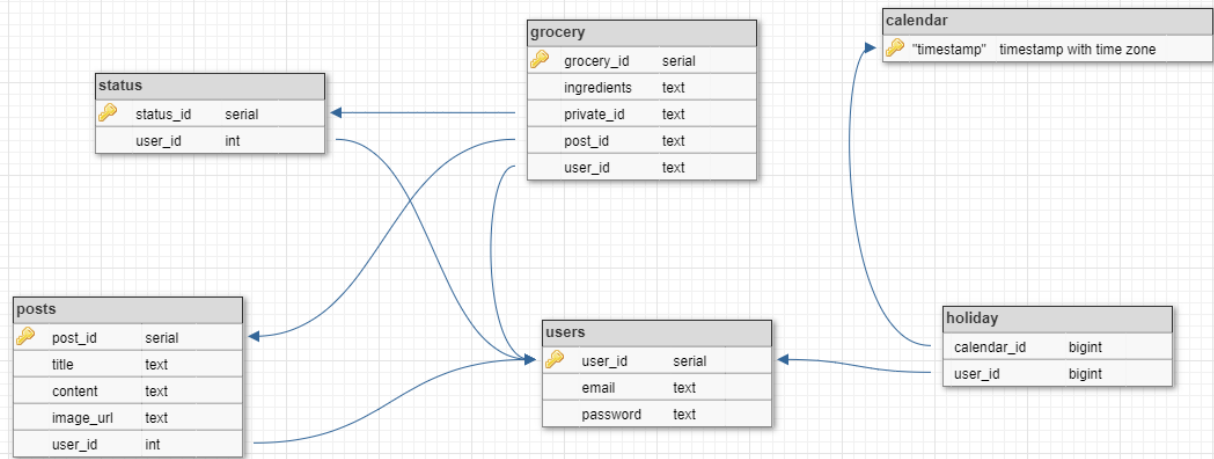 grocery
grocery_id serial
ingredients text
private_id text
post_id text
user_id text
calendar
"timestamp" timestamp with time zone
status
status_id serial
user_id int
posts
post_id serial
title text
content text
image_url text
user_id int
users
user_id serial
email text
password text
holiday
calendar_id bigint
user_id bigint